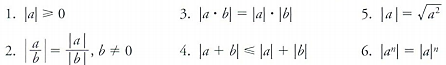 1. |a| ⩾ 0
2. |a/b| = |a|/|b|, b ≠ 0
3. |a · b| = |a| · |b|
4. |a + b| ⩽ |a| + |b|
5. |a| = √a²
6. |aⁿ| = |a|ⁿ